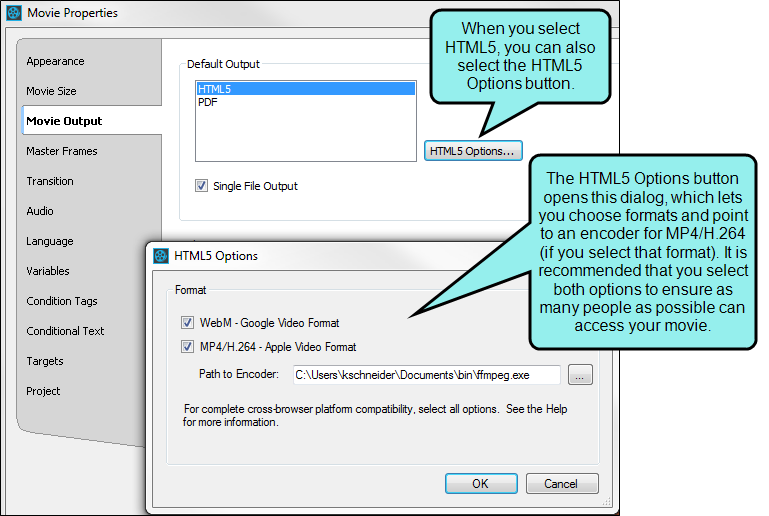 Movie Properties
When you select
HTML5, you can also
select the HTML5
Options button.
Appearance
Movie Size
Movie Output
Master Frames
Transition
Audio
Language
Variables
Condition Tags
Conditional Text
Targets
Project
Default Output
HTML5
PDF
HTML5 Options...
Single File Output
The HTML5 Options button
opens this dialog, which lets
you choose formats and point
to an encoder for MP4/H.264
(if you select that format). It is
recommended that you select
both options to ensure as
many people as possible can
access your movie.
HTML5 Options
Format
WebM - Google Video Format
MP4/H.264 - Apple Video Format
Path to Encoder:
C:\Users\kschneider\Documents\bin\ffmpeg.exe
...
For complete cross-browser platform compatibility, select all options. See the Help
for more information.
OK
Cancel